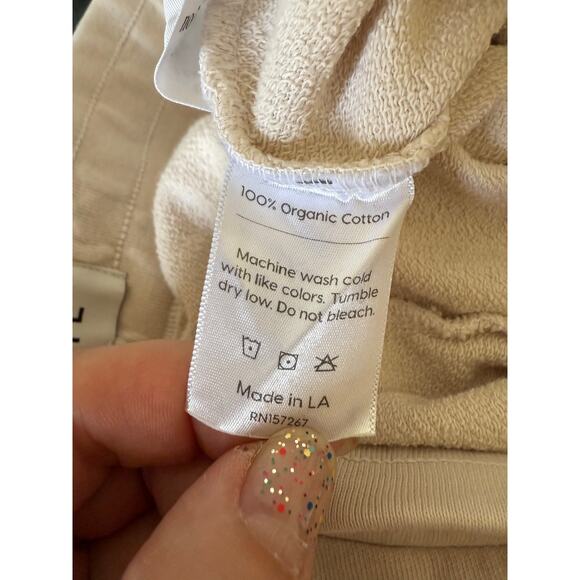 100% Organic Cotton
Machine wash cold
with like colors. Tumble
dry low. Do not bleach.
Made in LA
RN157267